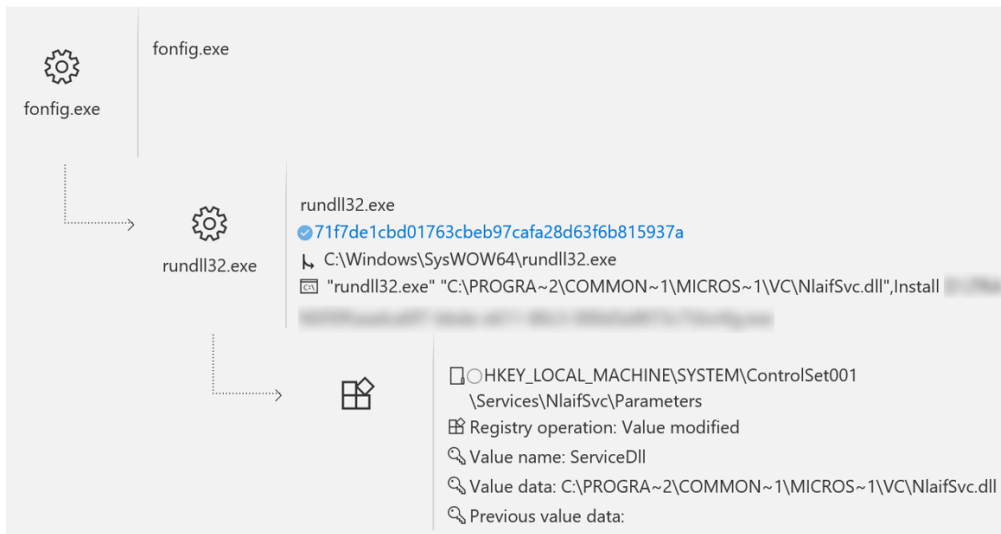 fonfig.exe
fonfig.exe
rundll32.exe
rundll32.exe
71f7de1cbd01763cbeb97cafa28d63f6b815937a
C:\Windows\SysWOW64\rundll32.exe
"rundll32.exe" "C:\PROGRA~2\COMMON~1\MICROS~1\VC\NlaifSvc.dll",Install
HKEY_LOCAL_MACHINE\SYSTEM\ControlSet001
\Services\NlaifSvc\Parameters
Registry operation: Value modified
Value name: ServiceDll
Value data: C:\PROGRA~2\COMMON~1\MICROS~1\VC\NlaifSvc.dll
Previous value data: